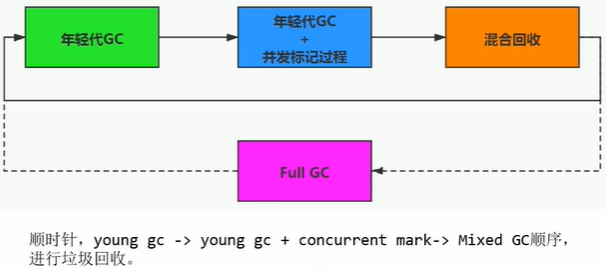 年轻代GC
年轻代GC
+
并发标记过程
混合回收
Full GC
顺时针，young gc -> young gc + concurrent mark-> Mixed GC顺序，
进行垃圾回收。